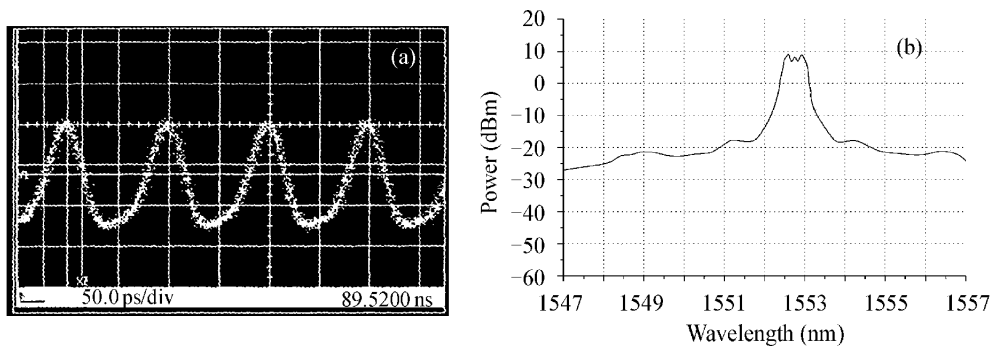 (a)
50.0 ps/div
89.5200 ns
(b)
20
10
0
−10
−20
−30
−40
−50
−60
Power (dBm)
1547 1549 1551 1553 1555 1557
Wavelength (nm)